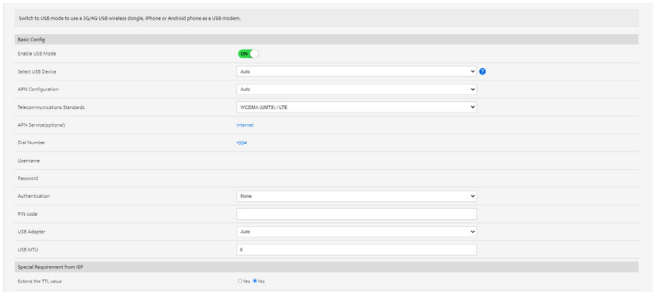 Switch to USB mode to use a 3G/4G USB wireless dongle, iPhone or Android phone as a USB modem.
Basic Config
Enable USB Mode ON
Select USB Device Auto ?
APN Configuration Auto
Telecommunications Standards WCDMA (UMTS) / LTE
APN Service(optional) Internet
Dial Number
Username
Password
Authentication None
PIN code
USB Adapter Auto
USB MTU 0
Special Requirement from ISP
Extend the TTL value Yes No